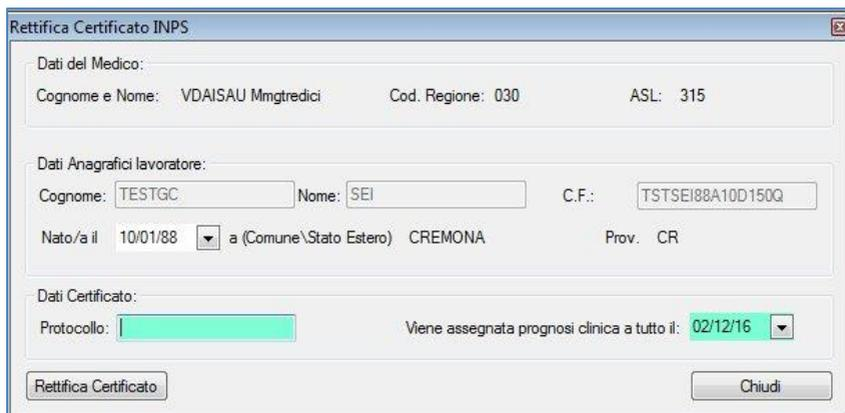 Rettifica Certificato INPS
Dati del Medico:
Cognome e Nome: VDAISAU Mmgtredici Cod. Regione: 030 ASL: 315
Dati Anagrafici lavoratore:
Cognome: TESTGC Nome: SEI C.F.: TSTSEI88A10D150Q
Nato/a il 10/01/88 a (Comune\Stato Estero) CREMONA Prov. CR
Dati Certificato:
Protocollo: Viene assegnata prognosi clinica a tutto il: 02/12/16
Rettifica Certificato Chiudi